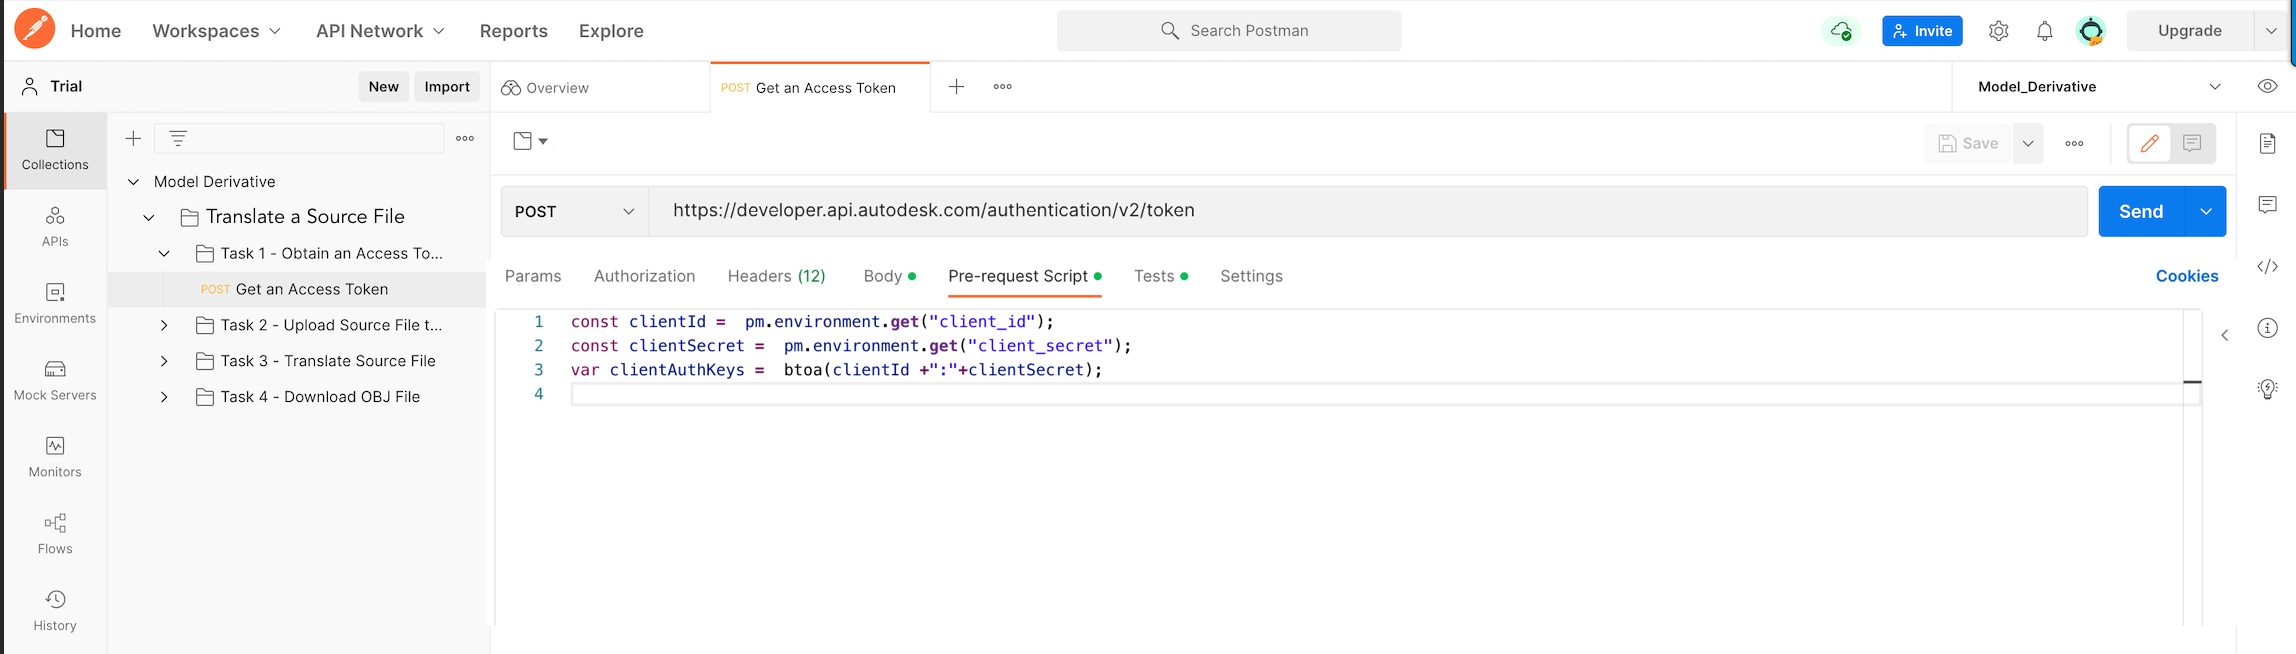 Home Workspaces API Network Reports Explore Search Postman Invite Upgrade
Trial New Import Overview POST Get an Access Token Model_Derivative
Collections
APIs
Environments
Mock Servers
Monitors
Flows
History
Model Derivative
Translate a Source File
Task 1 - Obtain an Access To...
POST Get an Access Token
Task 2 - Upload Source File t...
Task 3 - Translate Source File
Task 4 - Download OBJ File
Save
POST https://developer.api.autodesk.com/authentication/v2/token Send
Params Authorization Headers (12) Body Pre-request Script Tests Settings Cookies
1 const clientId = pm.environment.get("client_id");
2 const clientSecret = pm.environment.get("client_secret");
3 var clientAuthKeys = btoa(clientId +":"+clientSecret);
4